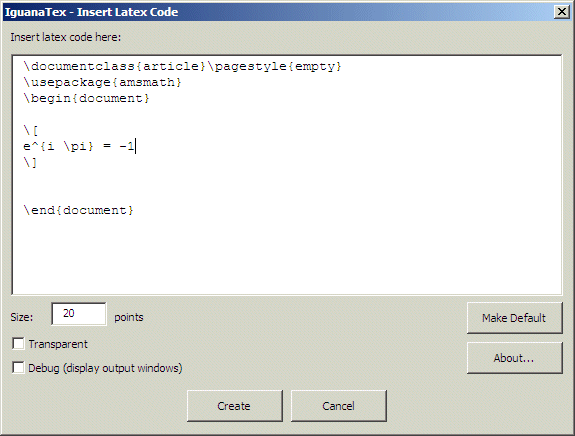 IguanaTex - Insert Latex Code
Insert latex code here:
\documentclass{article}\pagestyle{empty}
\usepackage{amsmath}
\begin{document}
\[
e^{i \pi} = -1
\]
\end{document}
Size: 20 points
Make Default
Transparent
About...
Debug (display output windows)
Create Cancel